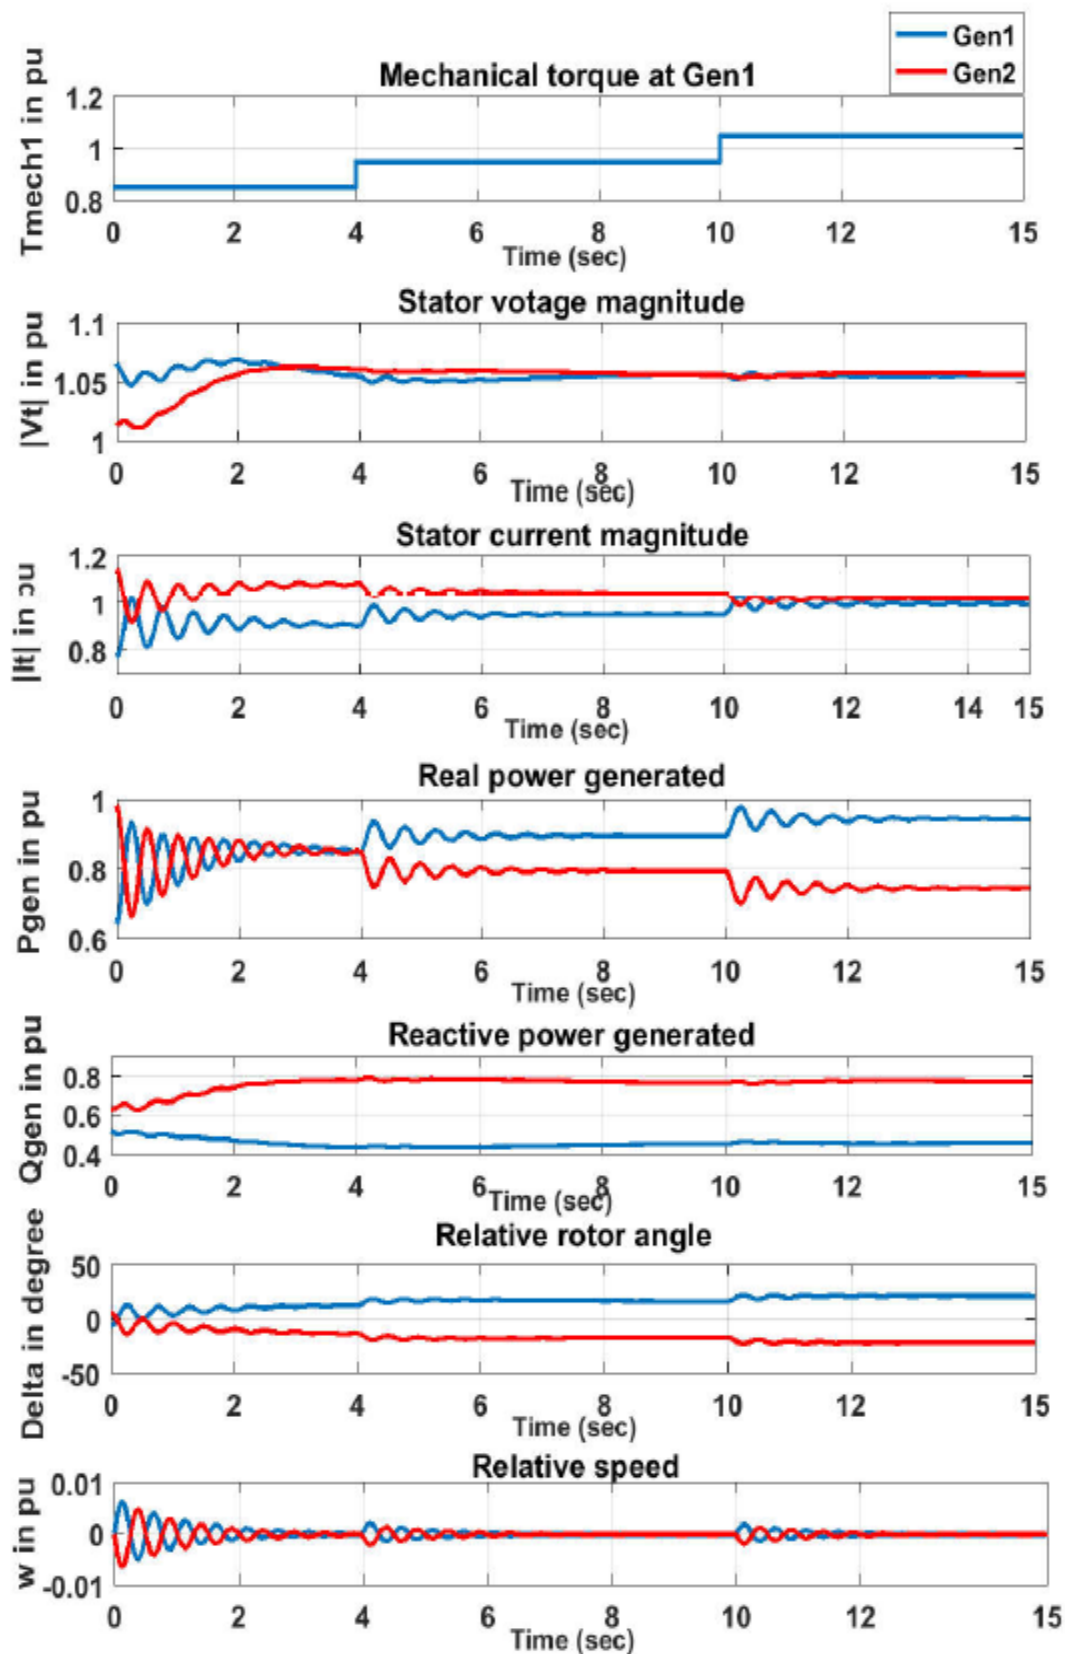 Gen1
Gen2
Mechanical torque at Gen1
Tmech1 in pu
1.2
1
0.8
0 2 4 6 8 10 12 15
Time (sec)
Stator votage magnitude
|Vt| in pu
1.1
1.05
1
0 2 4 6 8 10 12 15
Time (sec)
Stator current magnitude
|It| in pu
1.2
1
0.8
0 2 4 6 8 10 12 14 15
Time (sec)
Real power generated
Pgen in pu
1
0.8
0.6
0 2 4 6 8 10 12 15
Time (sec)
Reactive power generated
Qgen in pu
0.8
0.6
0.4
0 2 4 6 8 10 12 15
Time (sec)
Relative rotor angle
Delta in degree
50
0
-50
0 2 4 6 8 10 12 15
Time (sec)
Relative speed
w in pu
0.01
0
-0.01
0 2 4 6 8 10 12 15
Time (sec)